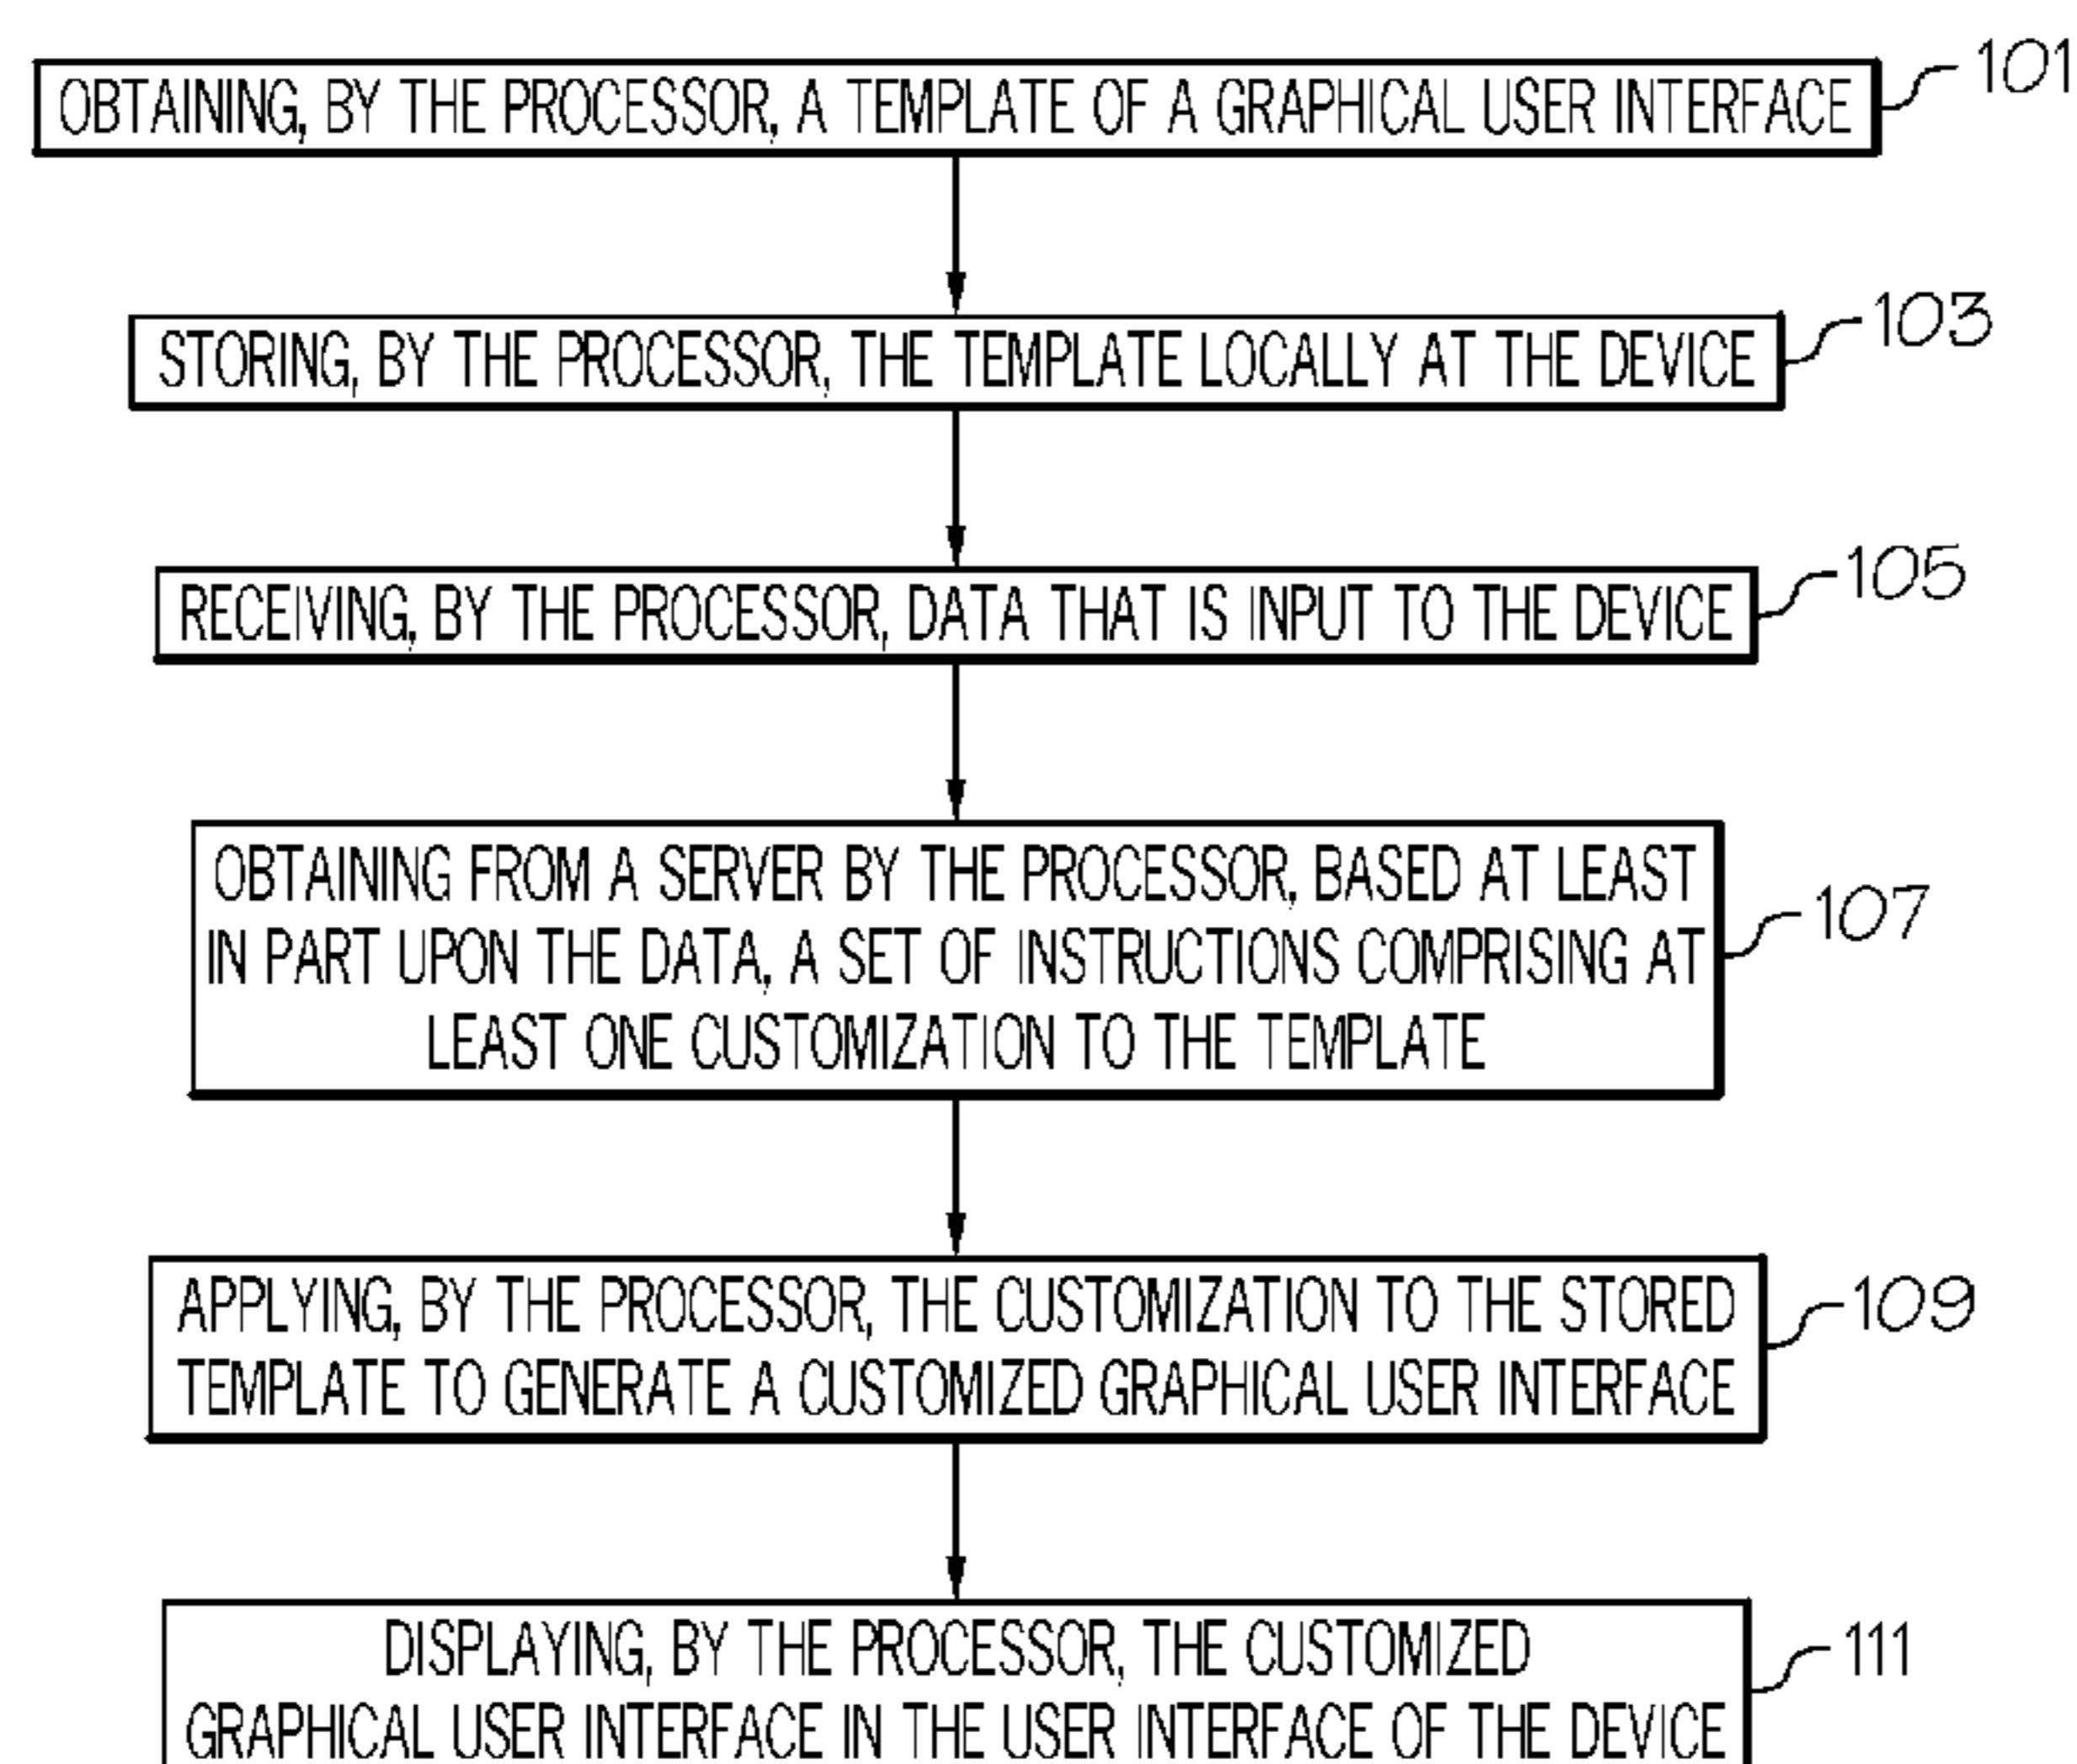 OBTAINING, BY THE PROCESSOR, A TEMPLATE OF A GRAPHICAL USER INTERFACE
101
STORING, BY THE PROCESSOR, THE TEMPLATE LOCALLY AT THE DEVICE
103
RECEIVING, BY THE PROCESSOR, DATA THAT IS INPUT TO THE DEVICE
105
OBTAINING FROM A SERVER BY THE PROCESSOR, BASED AT LEAST
IN PART UPON THE DATA, A SET OF INSTRUCTIONS COMPRISING AT
LEAST ONE CUSTOMIZATION TO THE TEMPLATE
107
APPLYING, BY THE PROCESSOR, THE CUSTOMIZATION TO THE STORED
TEMPLATE TO GENERATE A CUSTOMIZED GRAPHICAL USER INTERFACE
109
DISPLAYING, BY THE PROCESSOR, THE CUSTOMIZED
GRAPHICAL USER INTERFACE IN THE USER INTERFACE OF THE DEVICE
111